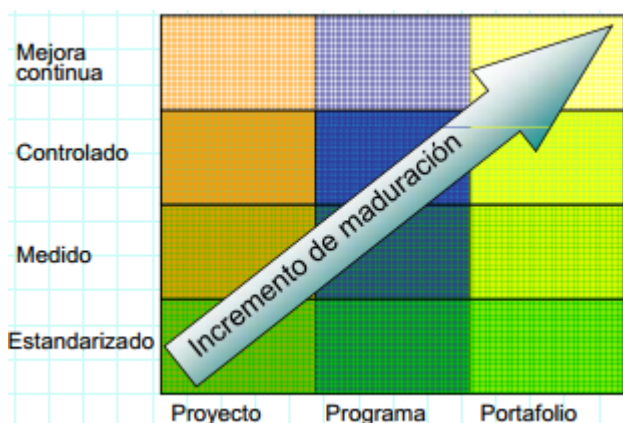 Mejora
continua
Controlado
Medido
Estandarizado
Incremento de maduración
Proyecto
Programa
Portafolio